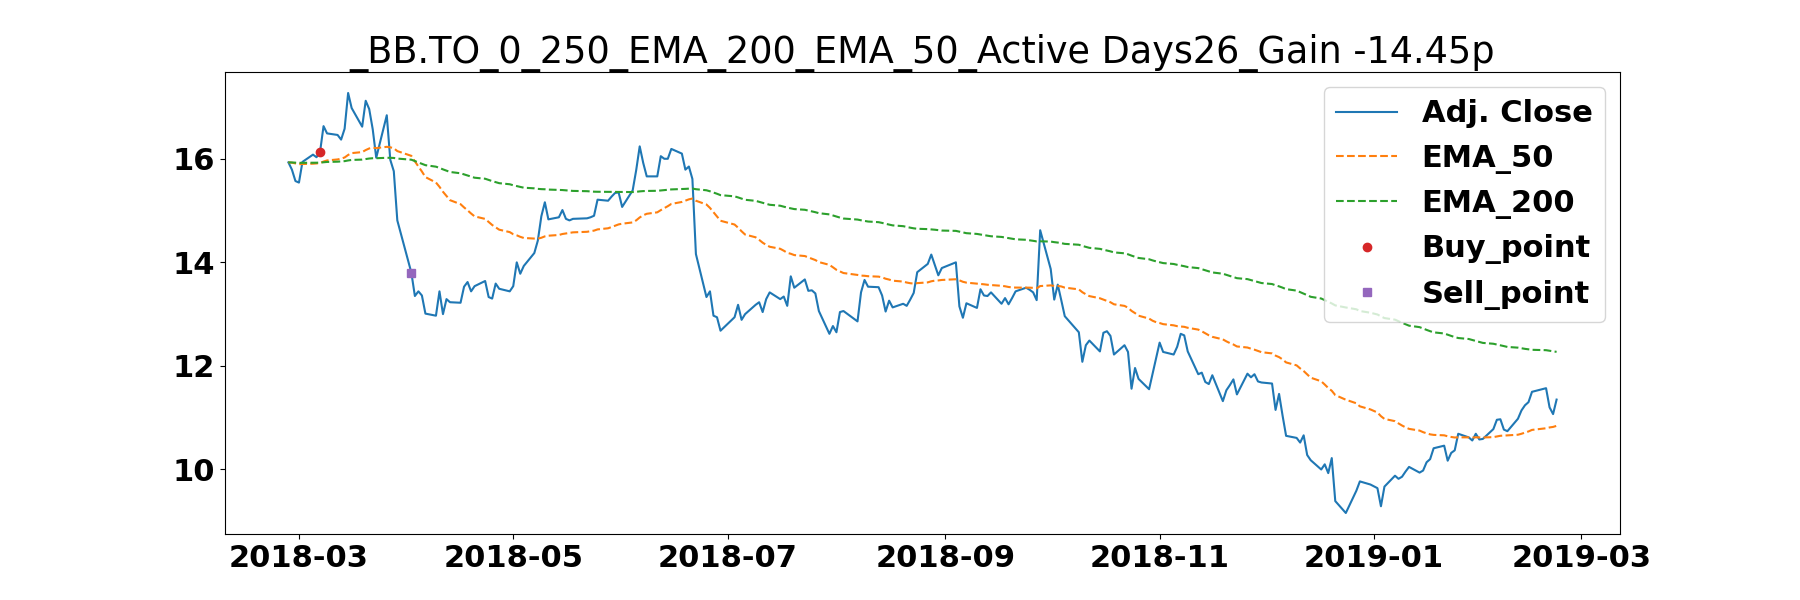 _BB.TO_0_250_EMA_200_EMA_50_Active Days26_Gain -14.45p
Adj. Close
EMA_50
EMA_200
Buy_point
Sell_point
16
14
12
10
2018-03 2018-05 2018-07 2018-09 2018-11 2019-01 2019-03